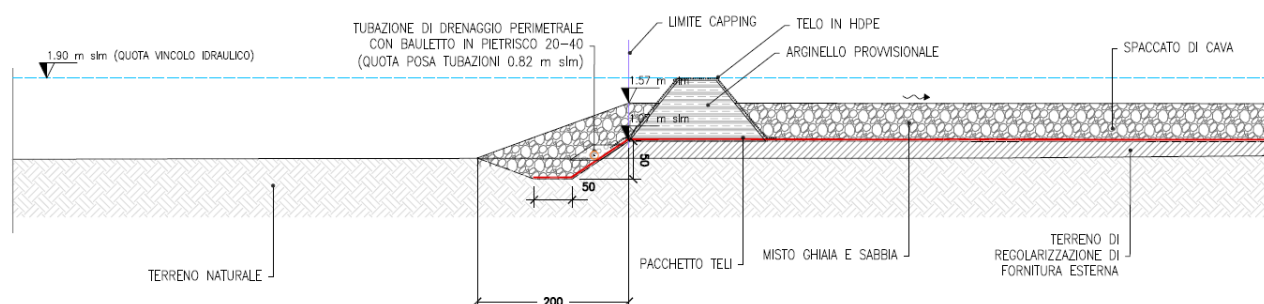 TUBAZIONE DI DRENAGGIO PERIMETRALE
CON BAULETTO IN PIETRISCO 20-40
(QUOTA POSA TUBAZIONI 0.82 m slm)
LIMITE CAPPING
TELO IN HDPE
ARGINELLO PROVVISIONALE
SPACCATO DI CAVA
1.90 m slm (QUOTA VINCOLO IDRAULICO)
1.57 m slm
1.07 m slm
50
50
200
TERRENO NATURALE
PACCHETTO TELI
MISTO GHIAIA E SABBIA
TERRENO DI
REGOLARIZZAZIONE DI
FORNITURA ESTERNA